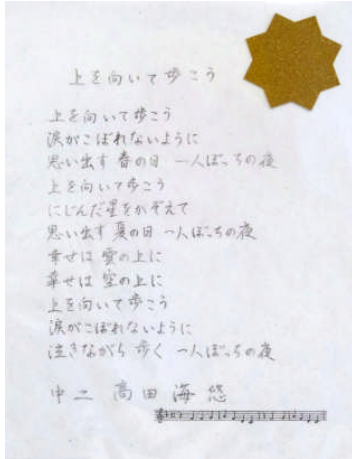 上を向いて歩こう
上を向いて歩こう
涙がこぼれないように
思い出す 春の日 一人ぼっちの夜
上を向いて歩こう
にじんだ星をかぞえて
思い出す 夏の日 一人ぼっちの夜
幸せは 雲の上に
幸せは 空の上に
上を向いて歩こう
涙がこぼれないように
泣きながら 歩く 一人ぼっちの夜
中二 高田 海悠